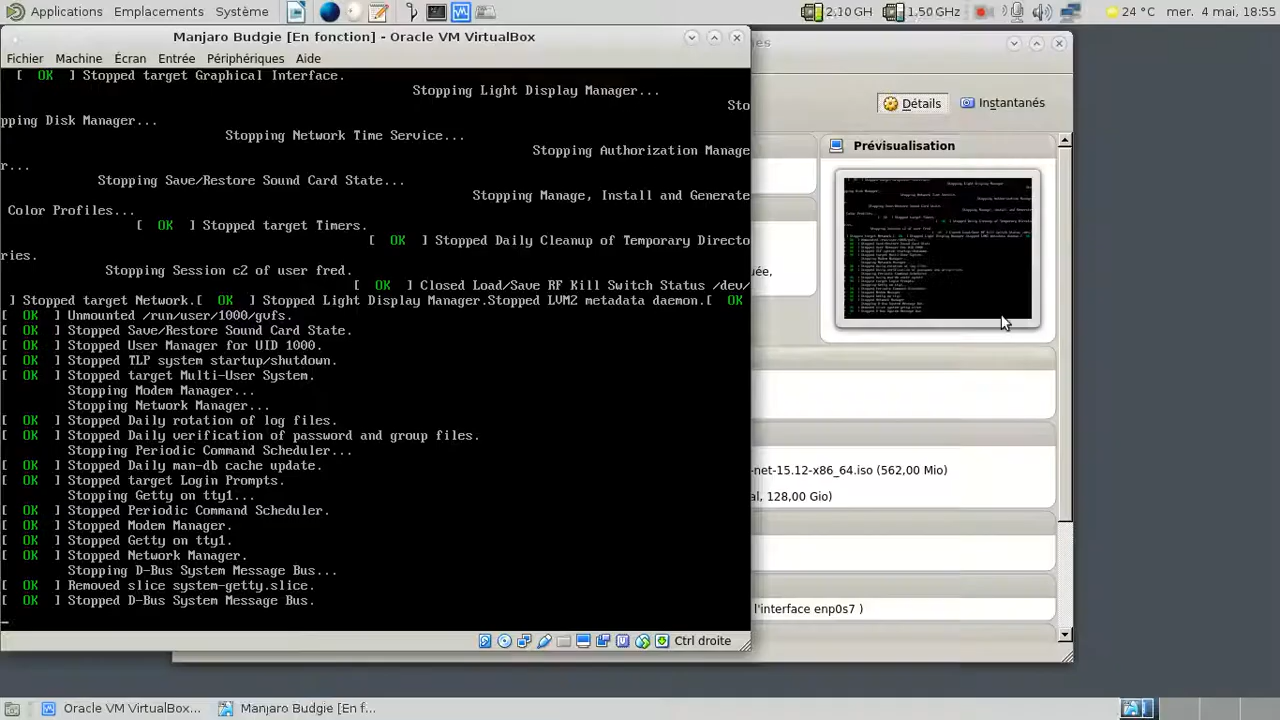 Applications Emplacements Système 2,10 GH 1,50 GHz 24 °C mer. 4 mai, 18:55
Manjaro Budgie [En fonction] - Oracle VM VirtualBox
Fichier Machine Écran Entrée Périphériques Aide
[ OK ] Stopped target Graphical Interface.
Stopping Light Display Manager...
Sto
pping Disk Manager...
Stopping Network Time Service...
Stopping Authorization Manage
r...
Stopping Save/Restore Sound Card State...
Stopping Manage, Install and Generate
Color Profiles...
[ OK ] Stopped target Timers.
[ OK ] Stopped Daily Cleanup of Temporary Directo
ries.
Stopping Session c2 of user fred.
[ OK ] Closed Load/Save RF Kill Switch Status /dev/
] Stopped target Network. [ OK ] Stopped Light Display Manager.Stopped LVM2 metadata daemon.[ OK
OK ] Unmounted 1000/gvfs.
[ OK ] Stopped Save/Restore Sound Card State.
[ OK ] Stopped User Manager for UID 1000.
[ OK ] Stopped TLP system startup/shutdown.
[ OK ] Stopped target Multi-User System.
Stopping Modem Manager...
Stopping Network Manager...
[ OK ] Stopped Daily rotation of log files.
[ OK ] Stopped Daily verification of password and group files.
Stopping Periodic Command Scheduler...
[ OK ] Stopped Daily man-db cache update.
[ OK ] Stopped target Login Prompts.
Stopping Getty on tty1...
[ OK ] Stopped Periodic Command Scheduler.
[ OK ] Stopped Modem Manager.
[ OK ] Stopped Getty on tty1.
[ OK ] Stopped Network Manager.
Stopping D-Bus System Message Bus...
[ OK ] Removed slice system-getty.slice.
[ OK ] Stopped D-Bus System Message Bus.
Ctrl droite
es
Détails Instantanés
Prévisualisation
uée,
-net-15.12-x86_64.iso (562,00 Mio)
al, 128,00 Gio)
l'interface enp0s7 )
Oracle VM VirtualBox... Manjaro Budgie [En f...